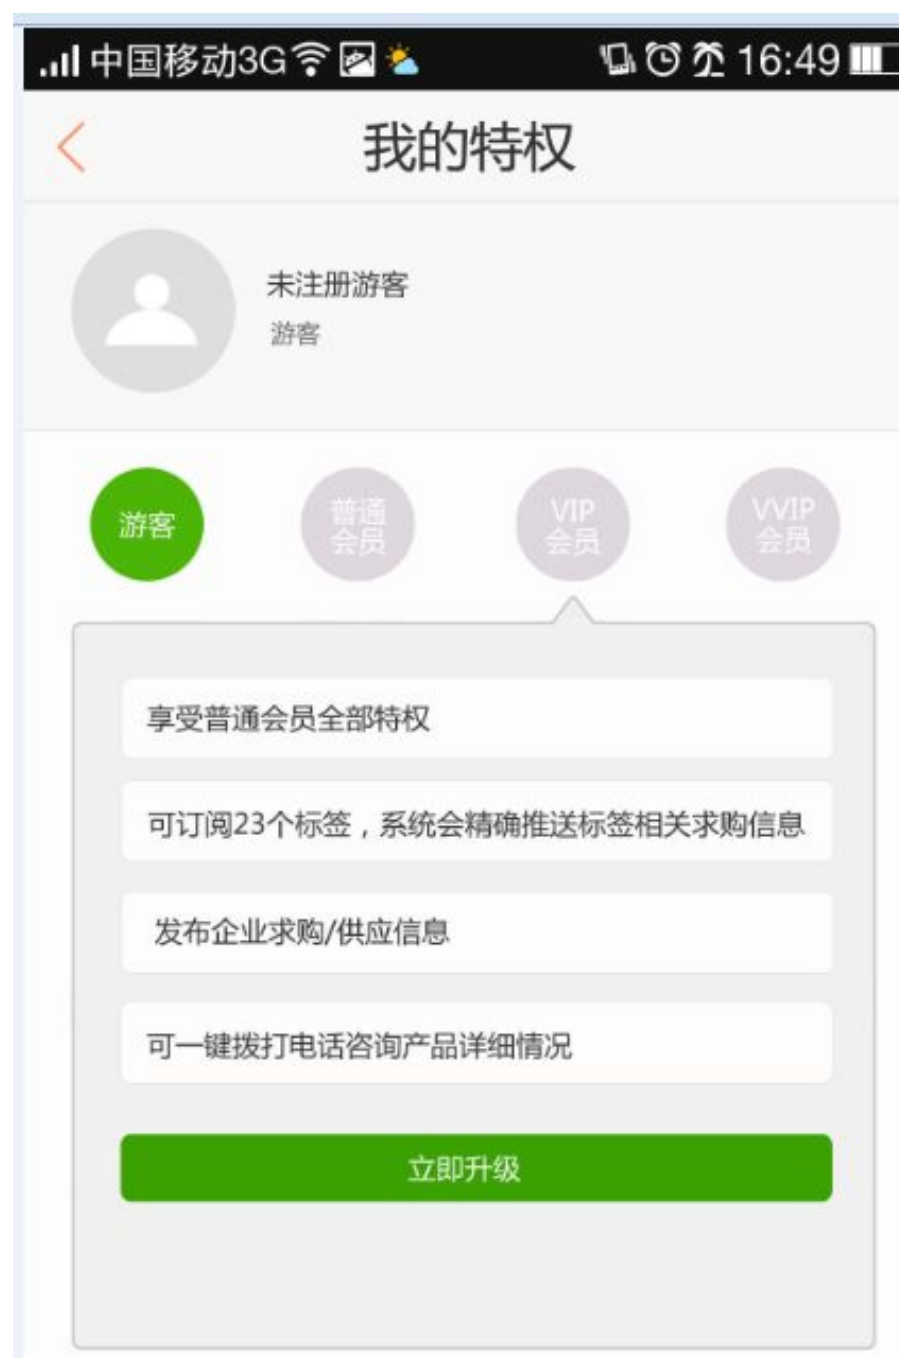 中国移动3G 16:49
我的特权
未注册游客
游客
游客
普通
会员
VIP
会员
VVIP
会员
享受普通会员全部特权
可订阅23个标签，系统会精确推送标签相关求购信息
发布企业求购/供应信息
可一键拨打电话咨询产品详细情况
立即升级